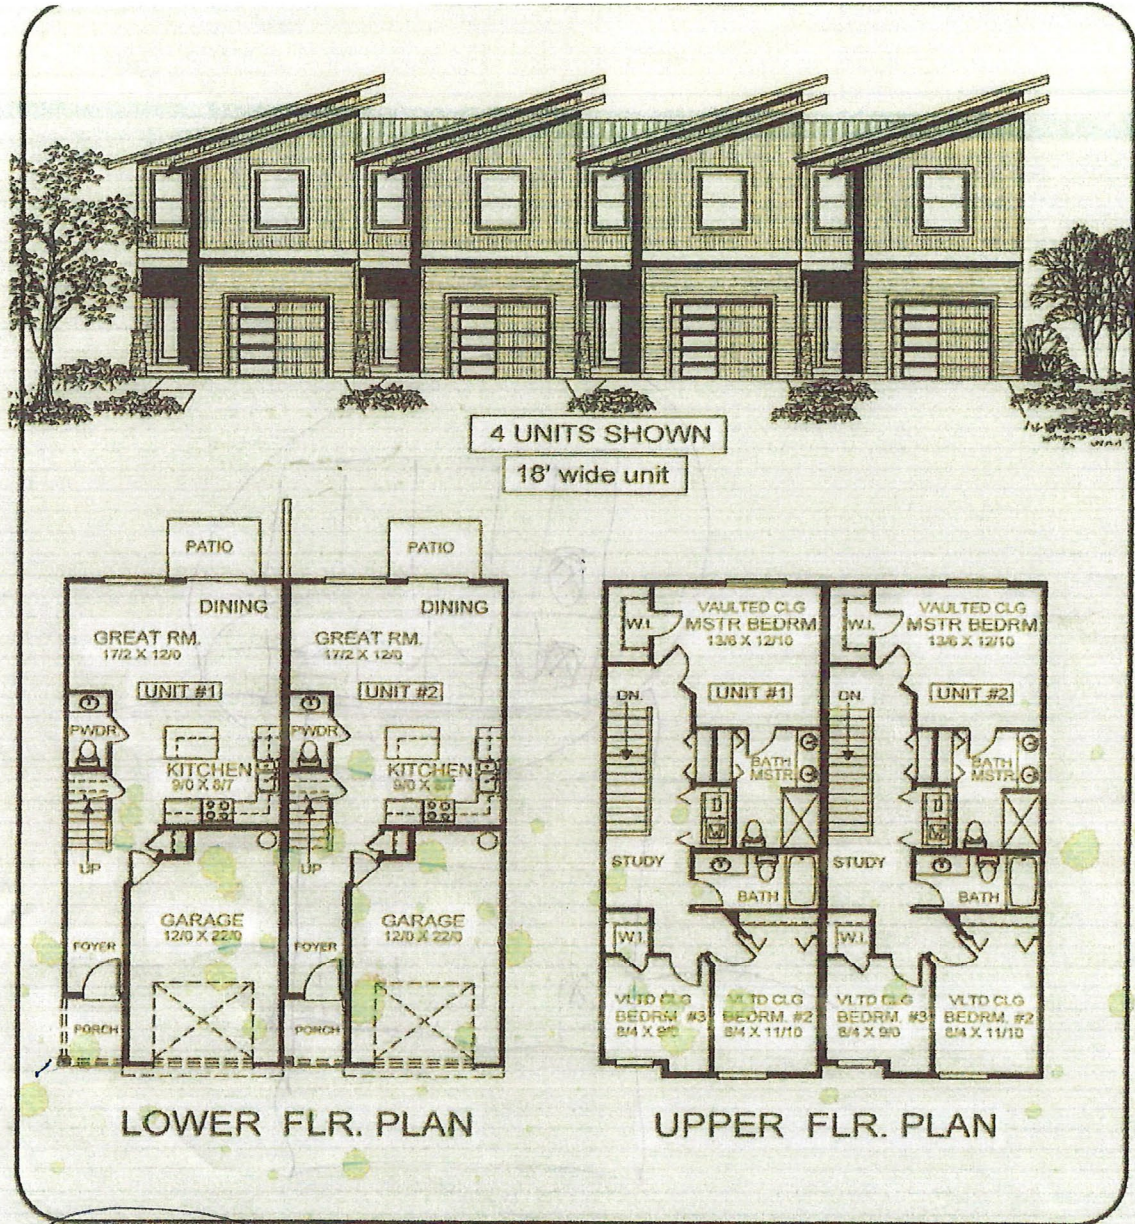 4 UNITS SHOWN
18' wide unit
PATIO
PATIO
DINING
DINING
GREAT RM.
17/2 X 12/0
GREAT RM.
17/2 X 12/0
UNIT #1
UNIT #2
PWDR
PWDR
KITCHEN
9/0 X 8/7
KITCHEN
9/0 X 8/7
UP
UP
GARAGE
12/0 X 22/0
GARAGE
12/0 X 22/0
FOYER
FOYER
PORCH
PORCH
LOWER FLR. PLAN
W.I.
VAULTED CLG
MSTR BEDRM
13/6 X 12/10
W.I.
VAULTED CLG
MSTR BEDRM
13/6 X 12/10
DN.
UNIT #1
DN.
UNIT #2
BATH
MSTR
BATH
MSTR
STUDY
STUDY
BATH
BATH
W.I.
W.I.
VLTD CLG
BEDRM. #3
8/4 X 9/0
VLTD CLG
BEDRM. #2
8/4 X 11/10
VLTD CLG
BEDRM. #3
8/4 X 9/0
VLTD CLG
BEDRM. #2
8/4 X 11/10
UPPER FLR. PLAN